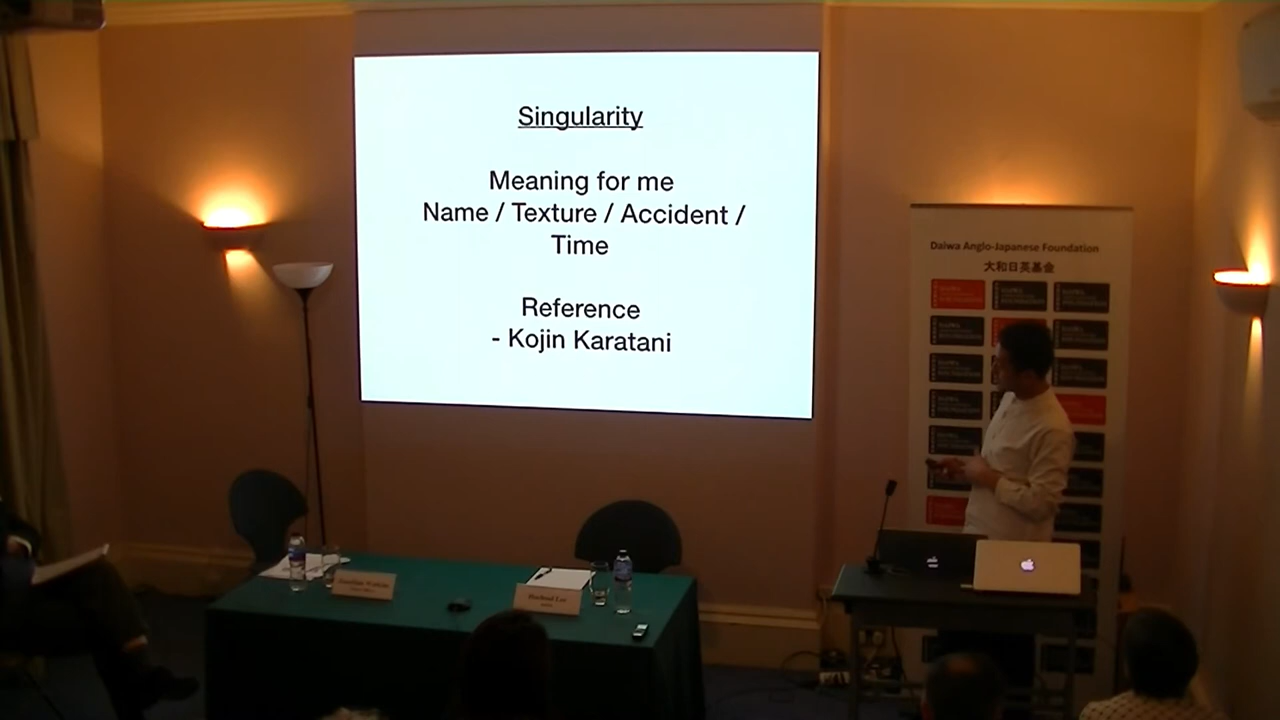 Singularity
Meaning for me
Name / Texture / Accident /
Time
Reference
- Kojin Karatani
Daiwa Anglo-Japanese Foundation
大和日英基金